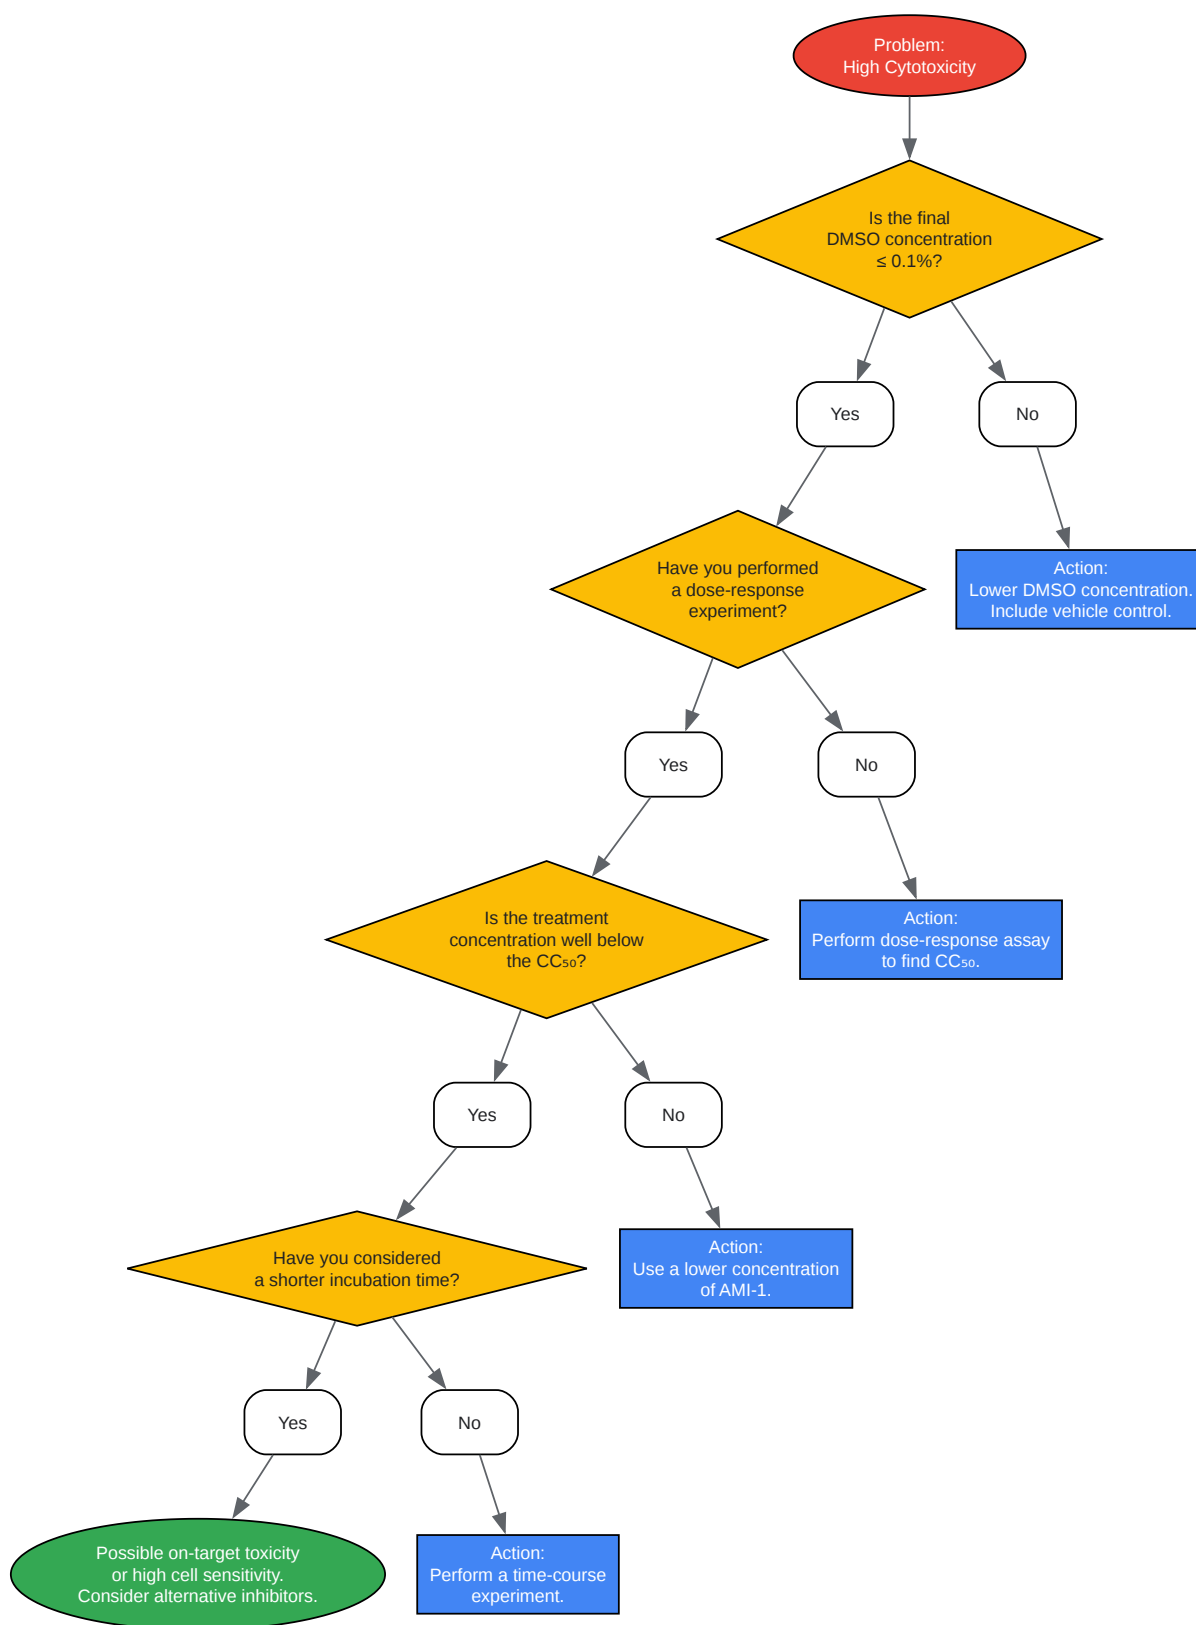 Problem:
High Cytotoxicity
Is the final
DMSO concentration
≤ 0.1%?
Yes
No
Have you performed
a dose-response
experiment?
Action:
Lower DMSO concentration.
Include vehicle control.
Yes
No
Is the treatment
concentration well below
the CC₅₀?
Action:
Perform dose-response assay
to find CC₅₀.
Yes
No
Have you considered
a shorter incubation time?
Action:
Use a lower concentration
of AMI-1.
Yes
No
Possible on-target toxicity
or high cell sensitivity.
Consider alternative inhibitors.
Action:
Perform a time-course
experiment.